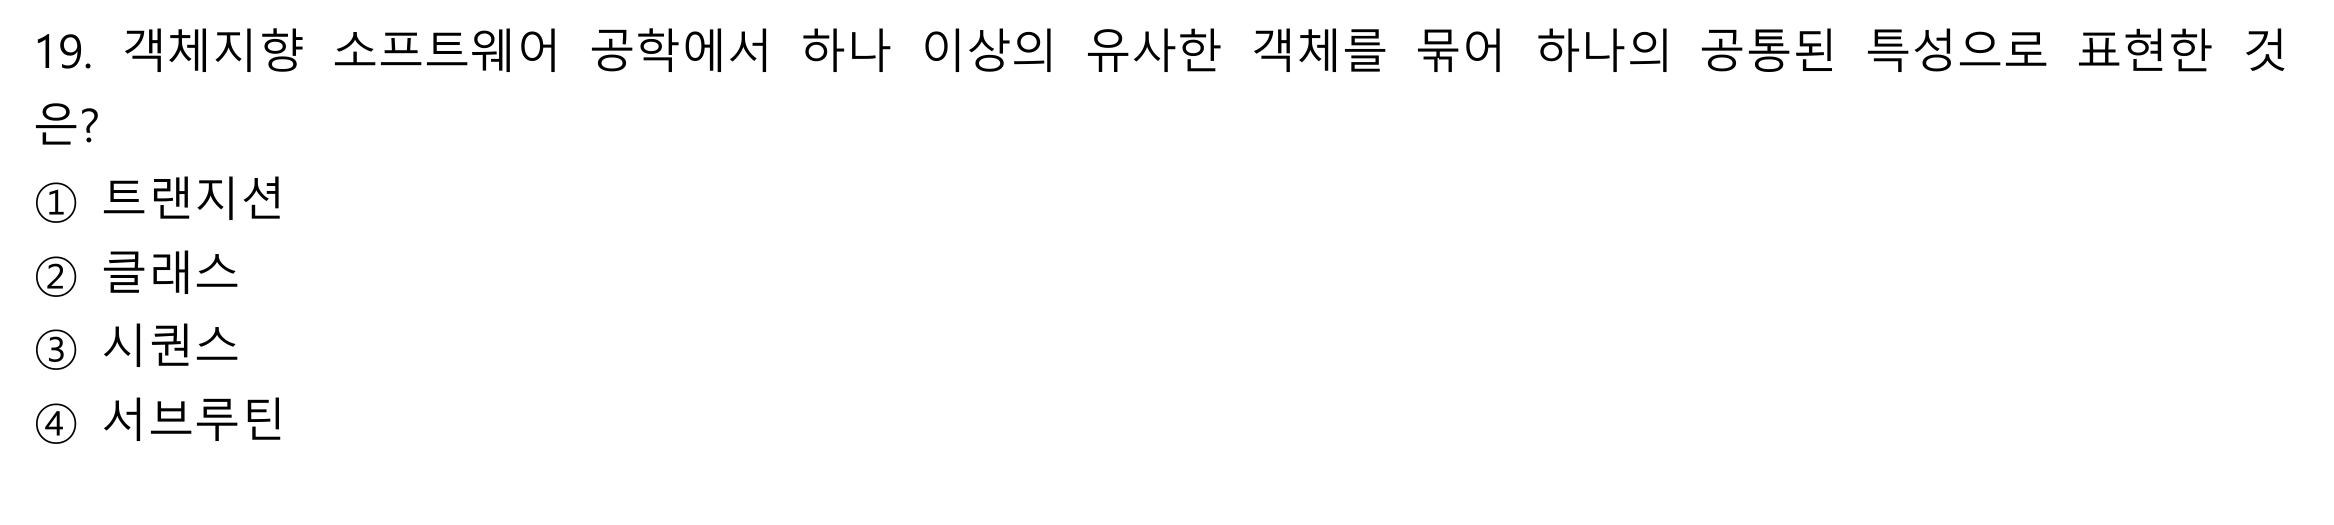 19. 객체지향 소프트웨어 공학에서 하나 이상의 유사한 객체를 묶어 하나의 공통된 특성으로 표현한 것
은?
① 트랜지션
② 클래스
③ 시퀀스
④ 서브루틴